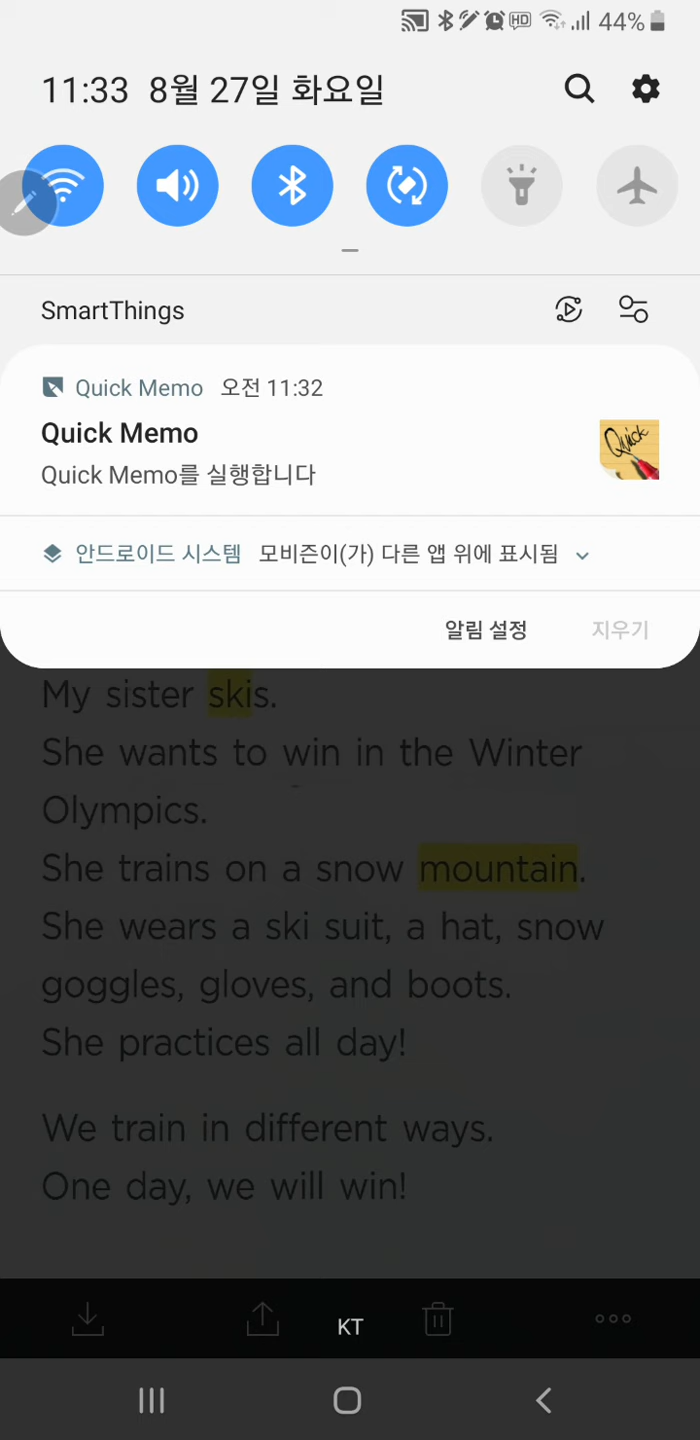 HD 44%
11:33 8월 27일 화요일
SmartThings
Quick Memo 오전 11:32
Quick Memo
Quick
Quick Memo를 실행합니다
안드로이드 시스템 모비즌이(가) 다른 앱 위에 표시됨
알림 설정 지우기
My sister skis.
She wants to win in the Winter
Olympics.
She trains on a snow mountain.
She wears a ski suit, a hat, snow
goggles, gloves, and boots.
She practices all day!
We train in different ways.
One day, we will win!
KT